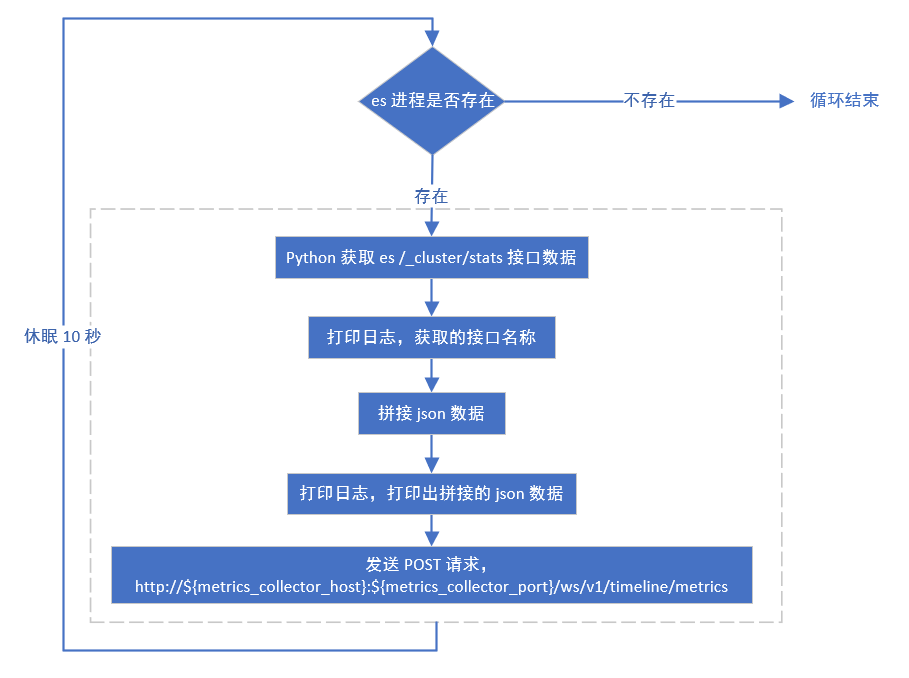 es 进程是否存在
不存在
循环结束
存在
Python 获取 es /_cluster/stats 接口数据
打印日志，获取的接口名称
休眠 10 秒
拼接 json 数据
打印日志，打印出拼接的 json 数据
发送 POST 请求，
http://${metrics_collector_host}:${metrics_collector_port}/ws/v1/timeline/metrics